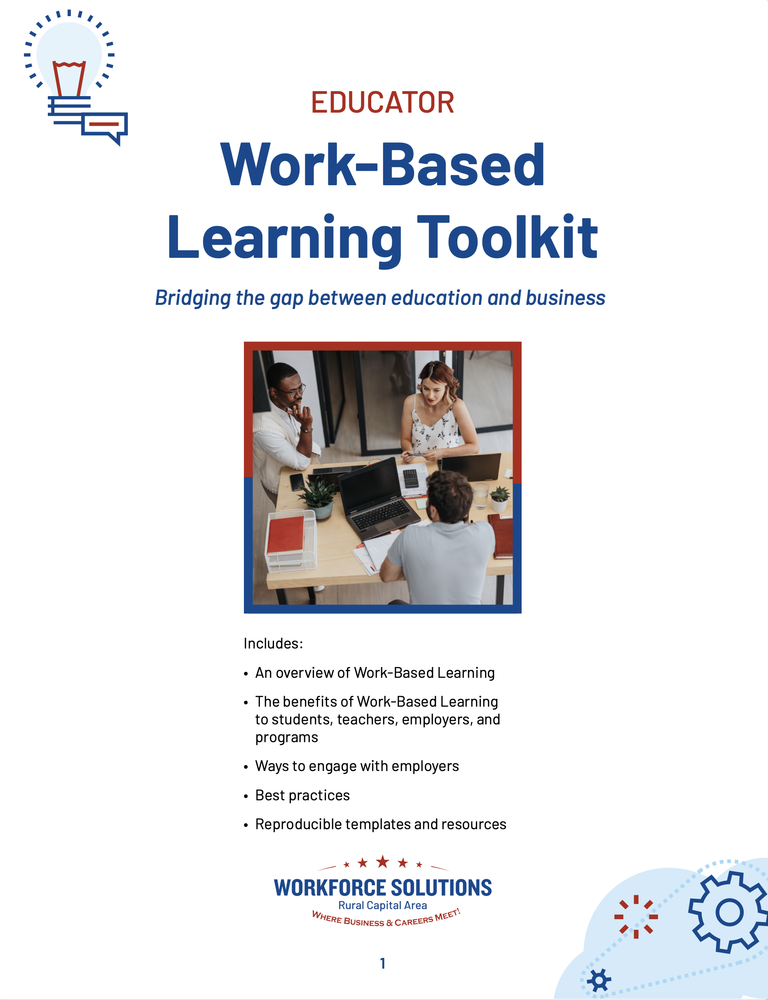 EDUCATOR
Work-Based
Learning Toolkit
Bridging the gap between education and business
Includes:
• An overview of Work-Based Learning
• The benefits of Work-Based Learning
to students, teachers, employers, and
programs
• Ways to engage with employers
• Best practices
• Reproducible templates and resources
WORKFORCE SOLUTIONS
Rural Capital Area
WHERE BUSINESS & CAREERS MEET!
1